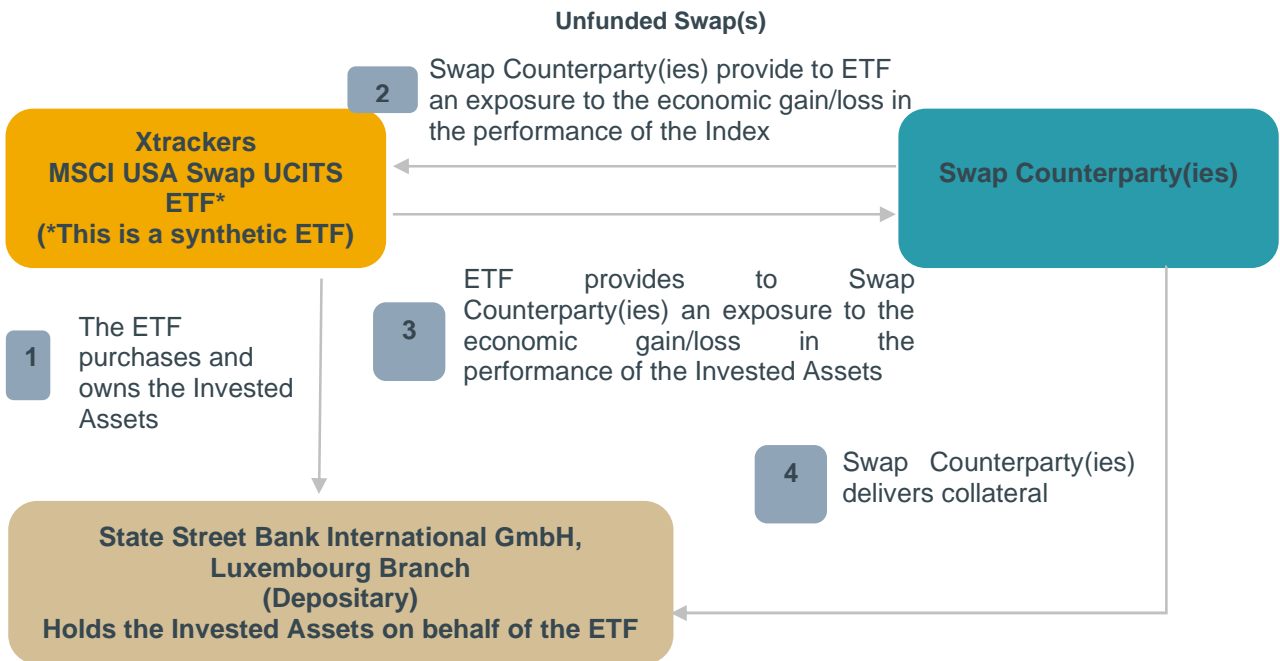 Unfunded Swap(s)
2
Swap Counterparty(ies) provide to ETF
an exposure to the economic gain/loss in
the performance of the Index
Xtrackers
MSCI USA Swap UCITS
ETF*
(*This is a synthetic ETF)
Swap Counterparty(ies)
1
The ETF
purchases and
owns the Invested
Assets
3
ETF provides to Swap
Counterparty(ies) an exposure to the
economic gain/loss in the
performance of the Invested Assets
4
Swap Counterparty(ies)
delivers collateral
State Street Bank International GmbH,
Luxembourg Branch
(Depositary)
Holds the Invested Assets on behalf of the ETF